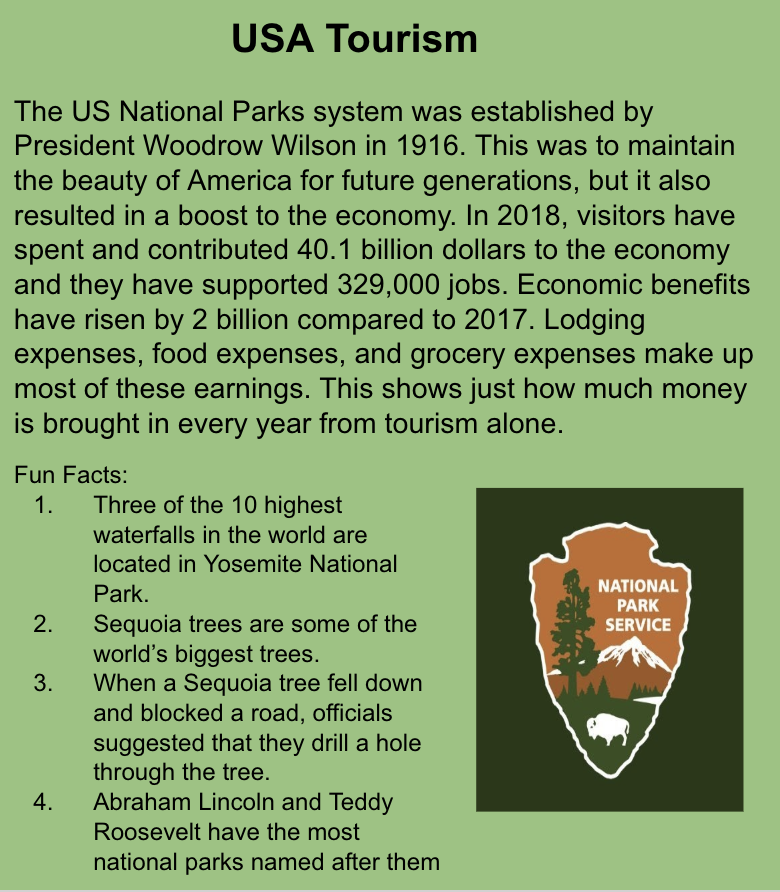 USA Tourism
The US National Parks system was established by
President Woodrow Wilson in 1916. This was to maintain
the beauty of America for future generations, but it also
resulted in a boost to the economy. In 2018, visitors have
spent and contributed 40.1 billion dollars to the economy
and they have supported 329,000 jobs. Economic benefits
have risen by 2 billion compared to 2017. Lodging
expenses, food expenses, and grocery expenses make up
most of these earnings. This shows just how much money
is brought in every year from tourism alone.
Fun Facts:
1. Three of the 10 highest
waterfalls in the world are
located in Yosemite National
Park.
2. Sequoia trees are some of the
world’s biggest trees.
3. When a Sequoia tree fell down
and blocked a road, officials
suggested that they drill a hole
through the tree.
4. Abraham Lincoln and Teddy
Roosevelt have the most
national parks named after them
NATIONAL
PARK
SERVICE